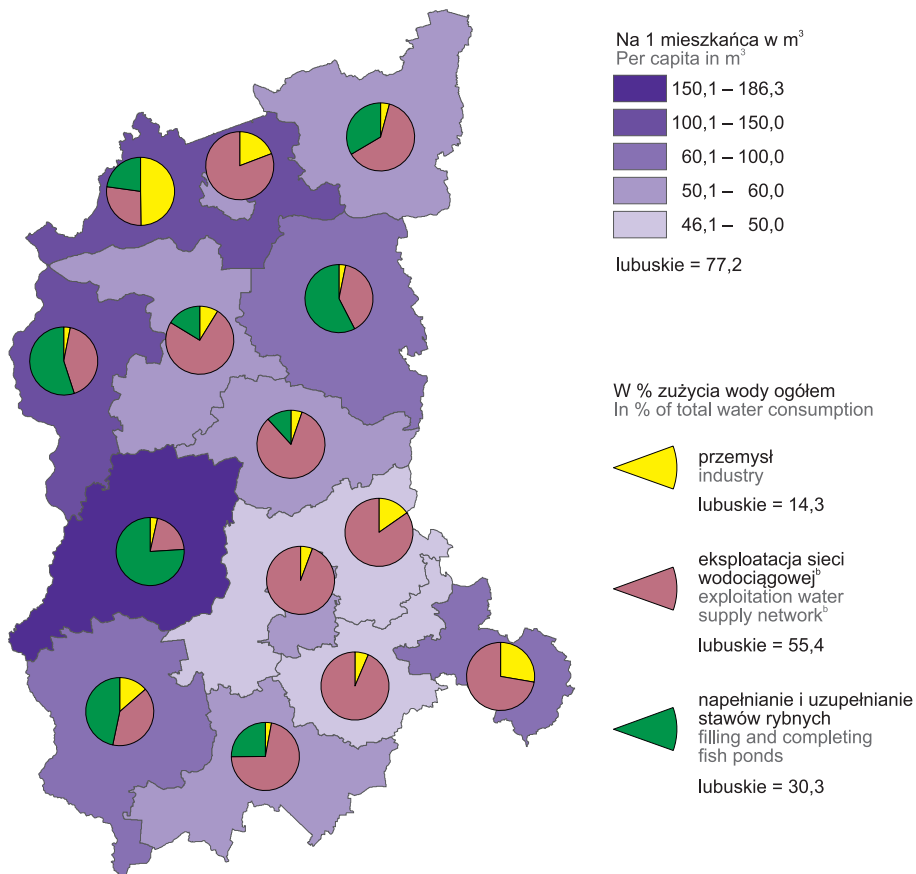 Na 1 mieszkańca w m³
Per capita in m³
150,1 – 186,3
100,1 – 150,0
60,1 – 100,0
50,1 – 60,0
46,1 – 50,0
lubuskie = 77,2
W % zużycia wody ogółem
In % of total water consumption
przemysł
industry
lubuskie = 14,3
eksploatacja sieci
wodociągowejᵇ
exploitation water
supply networkᵇ
lubuskie = 55,4
napełnianie i uzupełnianie
stawów rybnych
filling and completing
fish ponds
lubuskie = 30,3